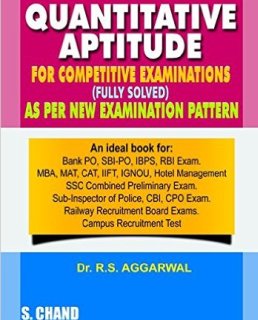 QUANTITATIVE
APTITUDE
FOR COMPETITIVE EXAMINATIONS
(FULLY SOLVED)
AS PER NEW EXAMINATION PATTERN
An ideal book for:
Bank PO, SBI-PO, IBPS, RBI Exam.
MBA, MAT, CAT, IIFT, IGNOU, Hotel Management
SSC Combined Preliminary Exam.
Sub-Inspector of Police, CBI, CPO Exam.
Railway Recruitment Board Exams.
Campus Recruitment Test
Dr. R.S. AGGARWAL
S. CHAND